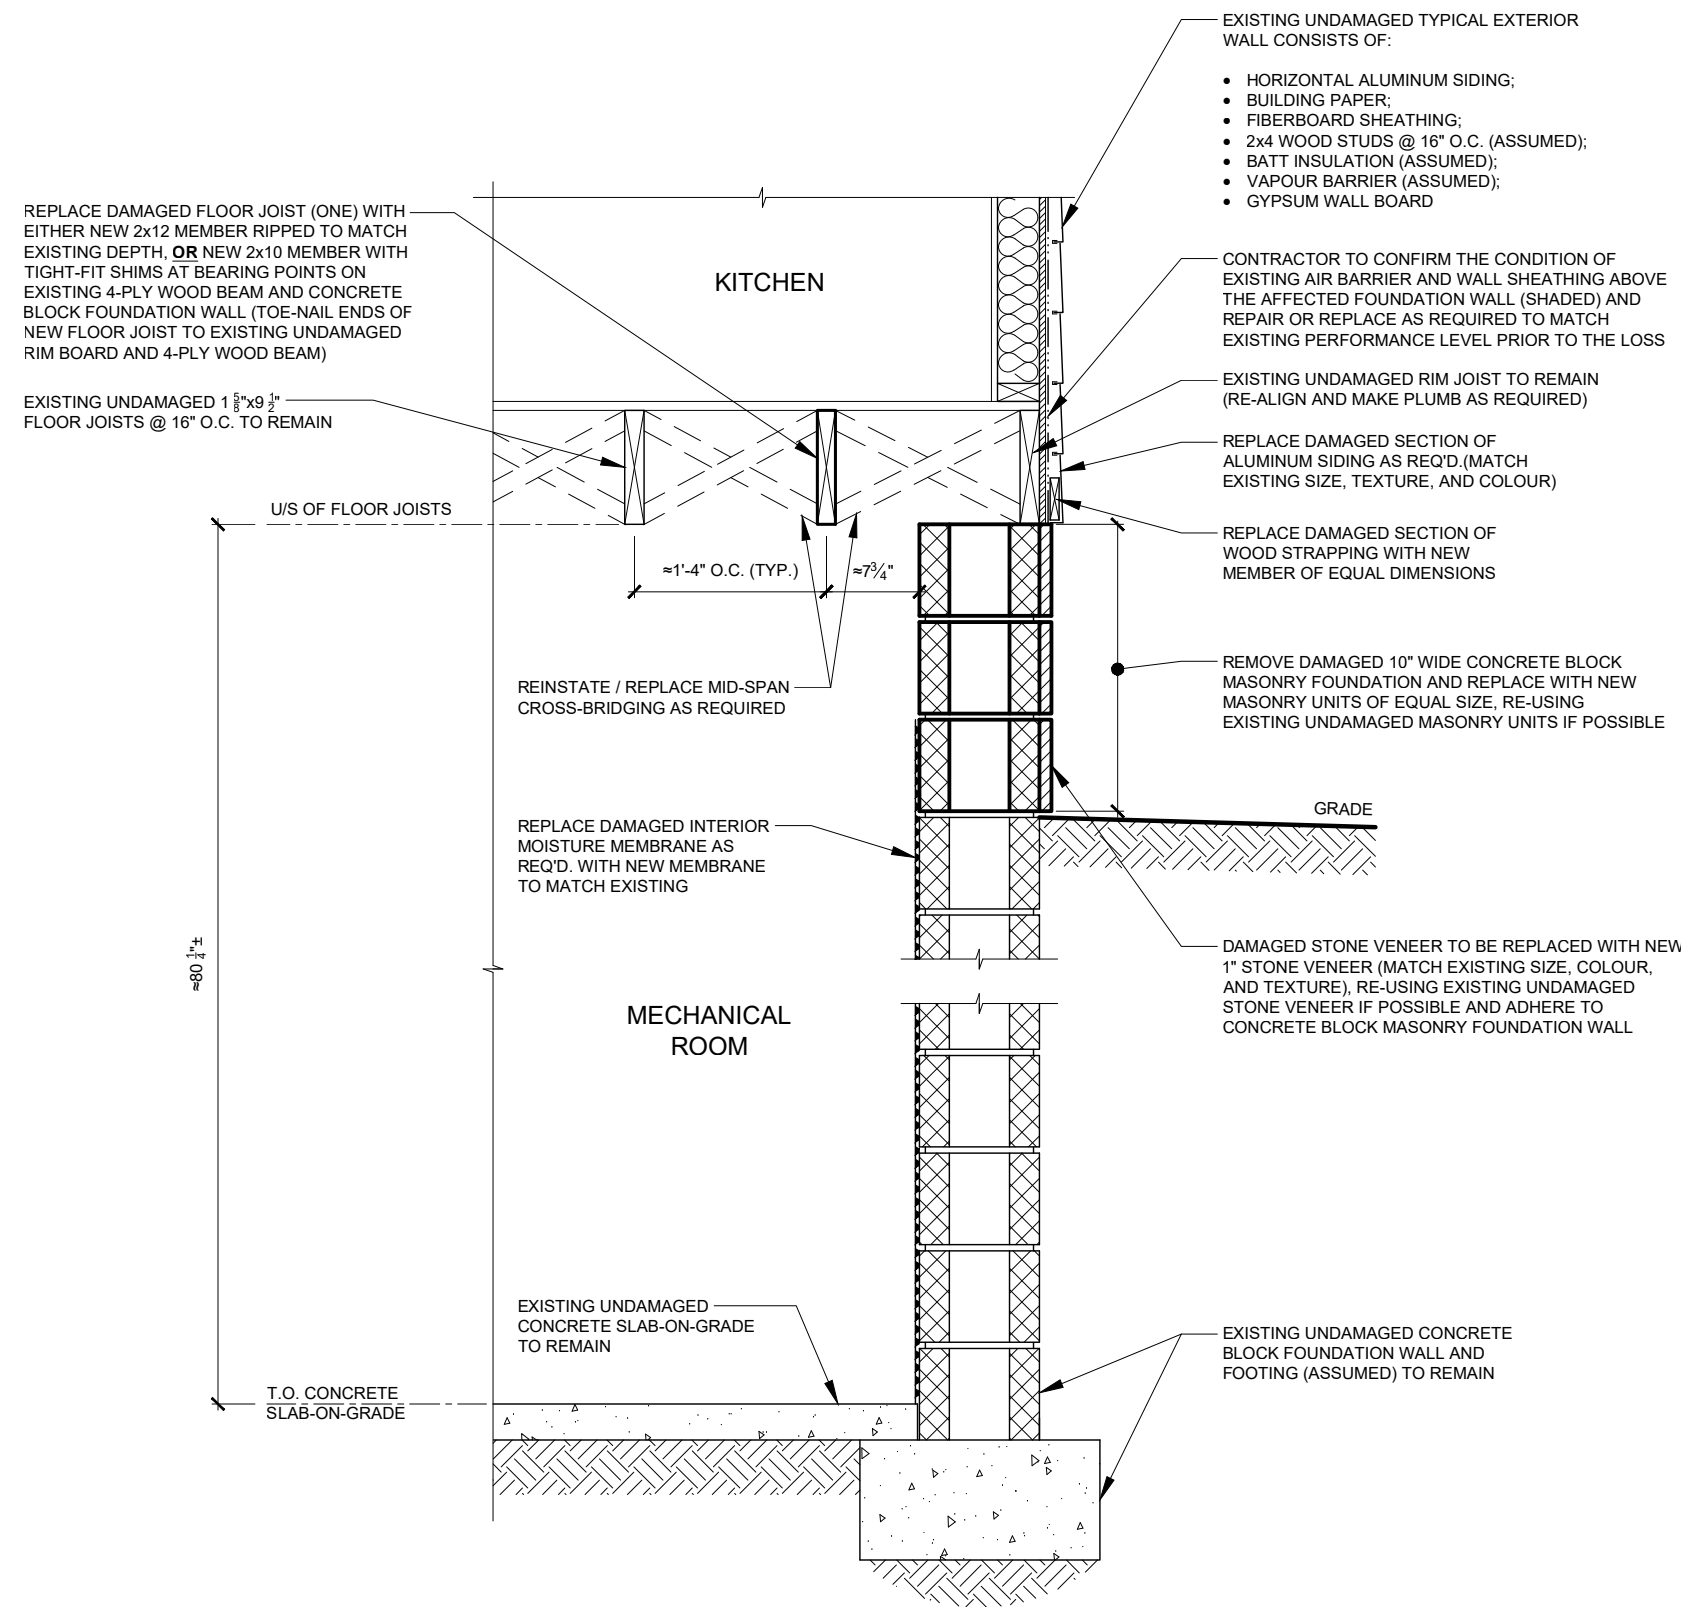 EXISTING UNDAMAGED TYPICAL EXTERIOR
WALL CONSISTS OF:
• HORIZONTAL ALUMINUM SIDING;
• BUILDING PAPER;
• FIBERBOARD SHEATHING;
• 2x4 WOOD STUDS @ 16" O.C. (ASSUMED);
• BATT INSULATION (ASSUMED);
• VAPOUR BARRIER (ASSUMED);
• GYPSUM WALL BOARD
REPLACE DAMAGED FLOOR JOIST (ONE) WITH
EITHER NEW 2x12 MEMBER RIPPED TO MATCH
EXISTING DEPTH, OR NEW 2x10 MEMBER WITH
TIGHT-FIT SHIMS AT BEARING POINTS ON
EXISTING 4-PLY WOOD BEAM AND CONCRETE
BLOCK FOUNDATION WALL (TOE-NAIL ENDS OF
NEW FLOOR JOIST TO EXISTING UNDAMAGED
RIM BOARD AND 4-PLY WOOD BEAM)
KITCHEN
CONTRACTOR TO CONFIRM THE CONDITION OF
EXISTING AIR BARRIER AND WALL SHEATHING ABOVE
THE AFFECTED FOUNDATION WALL (SHADED) AND
REPAIR OR REPLACE AS REQUIRED TO MATCH
EXISTING PERFORMANCE LEVEL PRIOR TO THE LOSS
EXISTING UNDAMAGED 1 5/8"x9 1/2"
FLOOR JOISTS @ 16" O.C. TO REMAIN
EXISTING UNDAMAGED RIM JOIST TO REMAIN
(RE-ALIGN AND MAKE PLUMB AS REQUIRED)
REPLACE DAMAGED SECTION OF
ALUMINUM SIDING AS REQ'D.(MATCH
EXISTING SIZE, TEXTURE, AND COLOUR)
U/S OF FLOOR JOISTS
REPLACE DAMAGED SECTION OF
WOOD STRAPPING WITH NEW
MEMBER OF EQUAL DIMENSIONS
≈1'-4" O.C. (TYP.)
≈7 3/4"
REINSTATE / REPLACE MID-SPAN
CROSS-BRIDGING AS REQUIRED
REMOVE DAMAGED 10" WIDE CONCRETE BLOCK
MASONRY FOUNDATION AND REPLACE WITH NEW
MASONRY UNITS OF EQUAL SIZE, RE-USING
EXISTING UNDAMAGED MASONRY UNITS IF POSSIBLE
GRADE
REPLACE DAMAGED INTERIOR
MOISTURE MEMBRANE AS
REQ'D. WITH NEW MEMBRANE
TO MATCH EXISTING
≈80 1/4"±
DAMAGED STONE VENEER TO BE REPLACED WITH NEW
1" STONE VENEER (MATCH EXISTING SIZE, COLOUR,
AND TEXTURE), RE-USING EXISTING UNDAMAGED
STONE VENEER IF POSSIBLE AND ADHERE TO
CONCRETE BLOCK MASONRY FOUNDATION WALL
MECHANICAL
ROOM
EXISTING UNDAMAGED
CONCRETE SLAB-ON-GRADE
TO REMAIN
EXISTING UNDAMAGED CONCRETE
BLOCK FOUNDATION WALL AND
FOOTING (ASSUMED) TO REMAIN
T.O. CONCRETE
SLAB-ON-GRADE